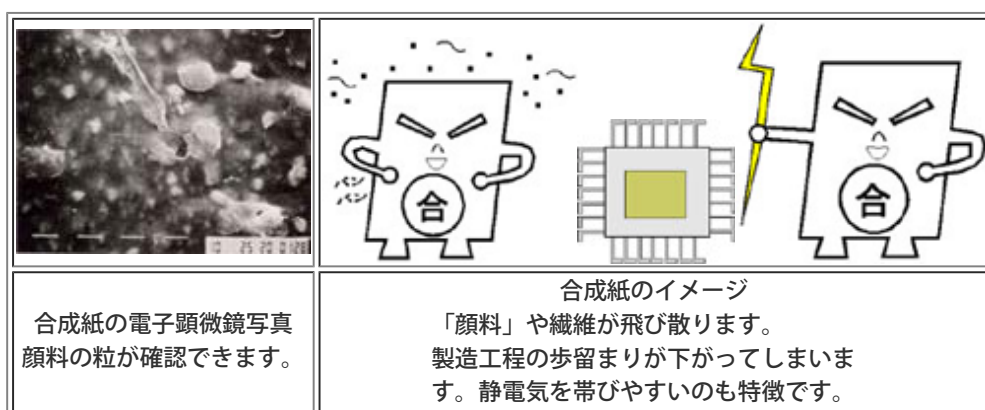 パン
パン
合
合
合成紙の電子顕微鏡写真
顔料の粒が確認できます。
合成紙のイメージ
「顔料」や繊維が飛び散ります。
製造工程の歩留まりが下がってしまいま
す。静電気を帯びやすいのも特徴です。